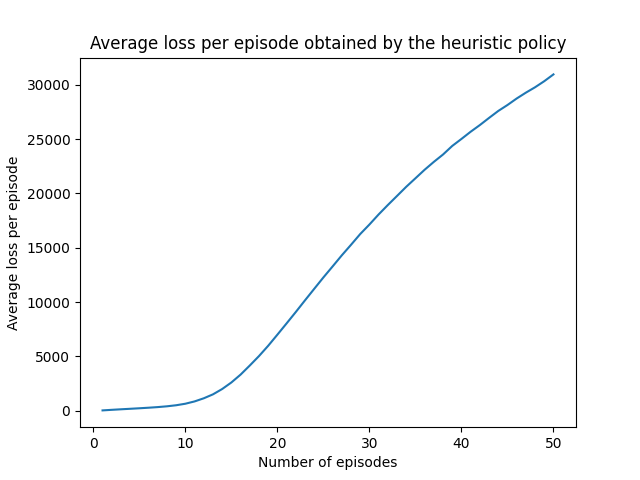 Average loss per episode obtained by the heuristic policy
30000
25000
20000
15000
10000
5000
0
Average loss per episode
0 10 20 30 40 50
Number of episodes